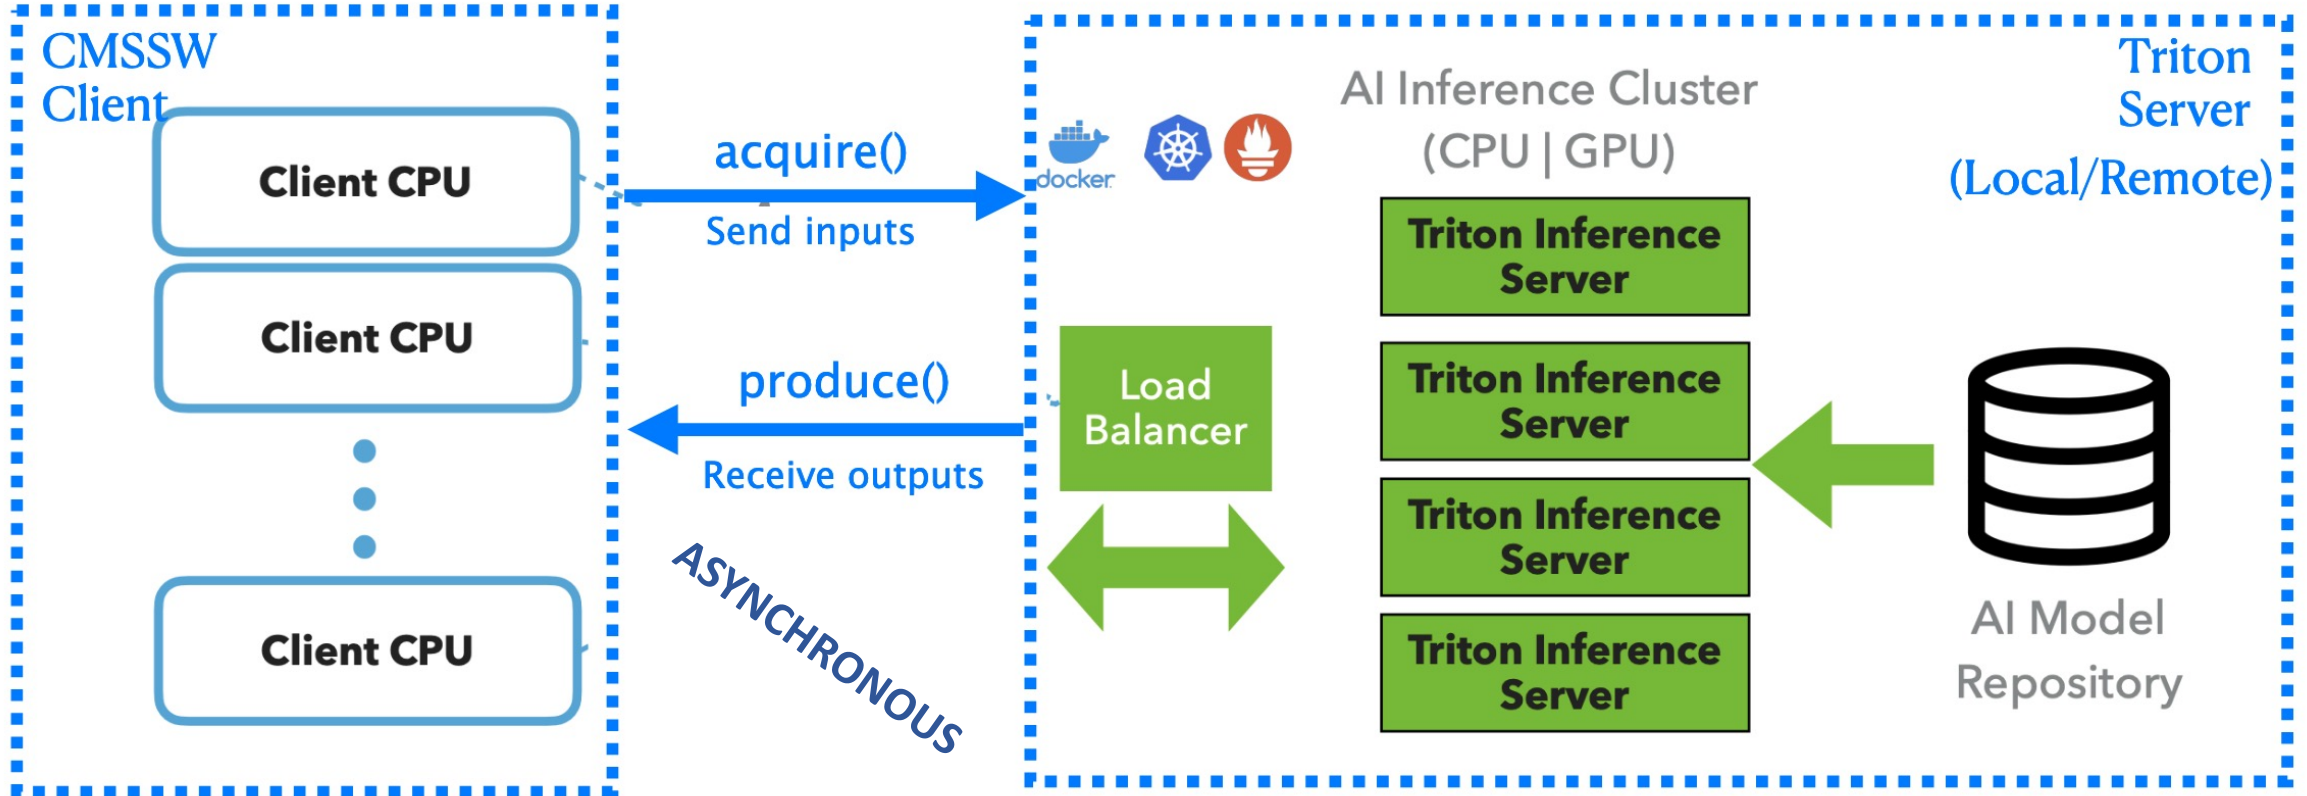 CMSSW
Client
Client CPU
Client CPU
Client CPU
acquire()
Send inputs
produce()
Receive outputs
ASYNCHRONOUS
docker
Load
Balancer
AI Inference Cluster
(CPU | GPU)
Triton Inference
Server
Triton Inference
Server
Triton Inference
Server
Triton Inference
Server
Triton
Server
(Local/Remote)
AI Model
Repository